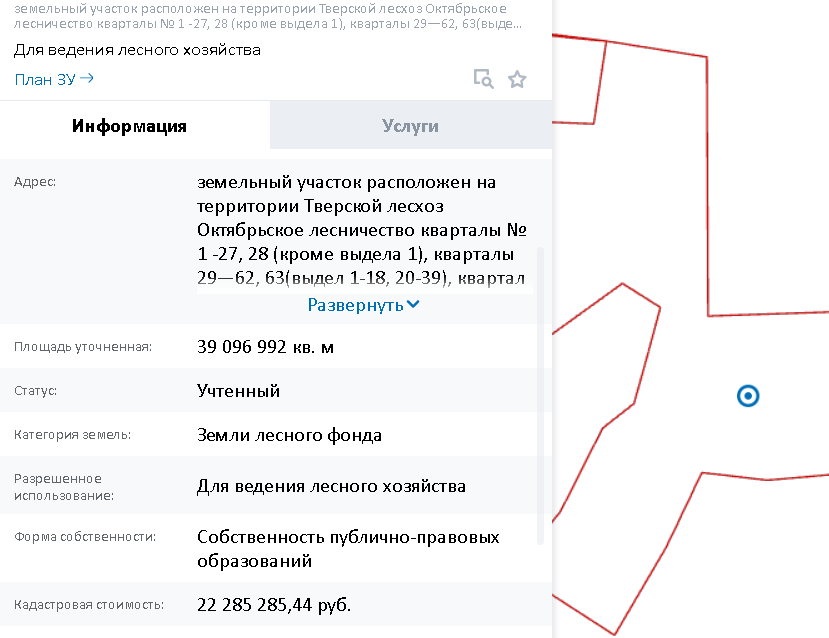 земельный участок расположен на территории Тверской лесхоз Октябрьское
лесничество кварталы № 1 -27, 28 (кроме выдела 1), кварталы 29—62, 63(выде...
Для ведения лесного хозяйства
План ЗУ →
Информация
Услуги
Адрес:
земельный участок расположен на
территории Тверской лесхоз
Октябрьское лесничество кварталы №
1 -27, 28 (кроме выдела 1), кварталы
29—62, 63(выдел 1-18, 20-39), квартал
Развернуть
Площадь уточненная:
39 096 992 кв. м
Статус:
Учтенный
Категория земель:
Земли лесного фонда
Разрешенное
использование:
Для ведения лесного хозяйства
Форма собственности:
Собственность публично-правовых
образований
Кадастровая стоимость:
22 285 285,44 руб.